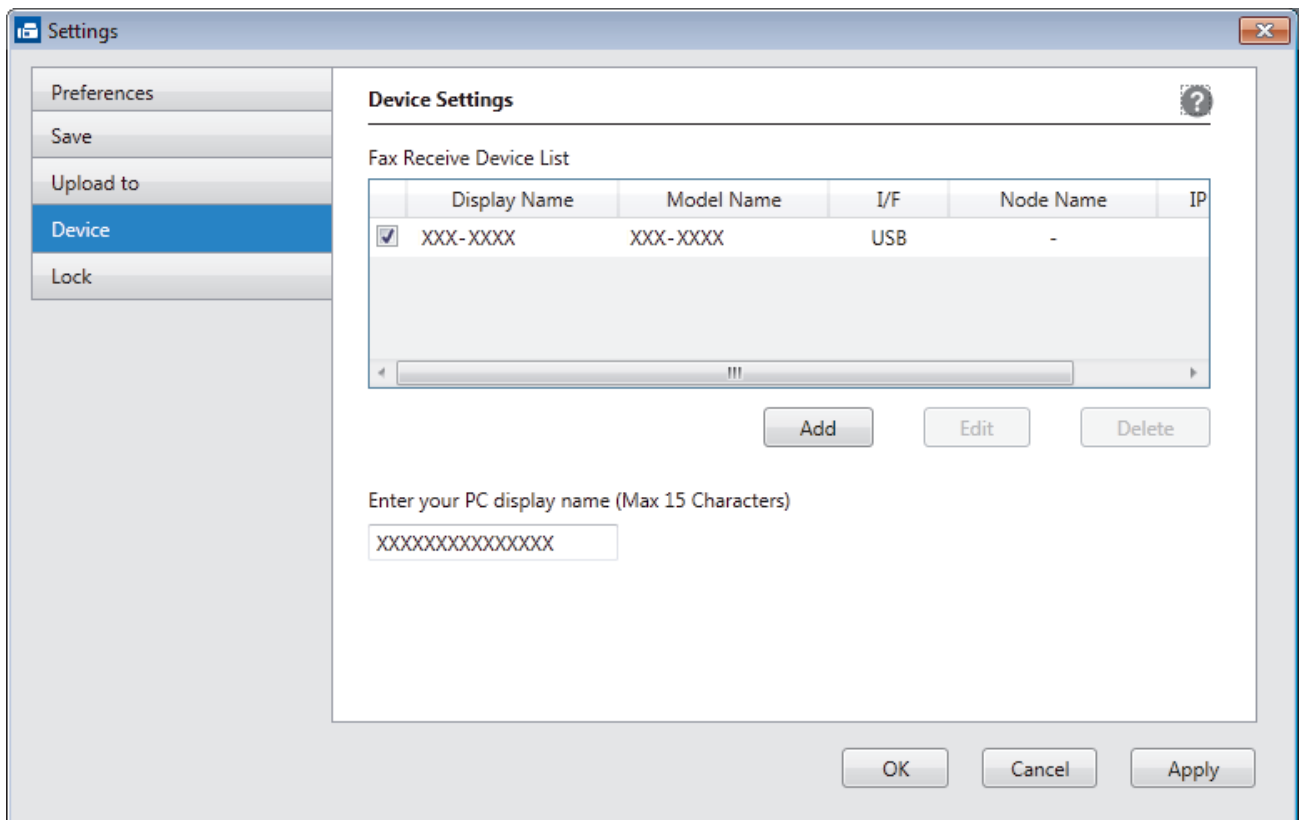 Settings
Preferences
Save
Upload to
Device
Lock
Device Settings
?
Fax Receive Device List
Display Name Model Name I/F Node Name IP
XXX-XXXX XXX-XXXX USB -
Add Edit Delete
Enter your PC display name (Max 15 Characters)
XXXXXXXXXXXXXXX
OK Cancel Apply